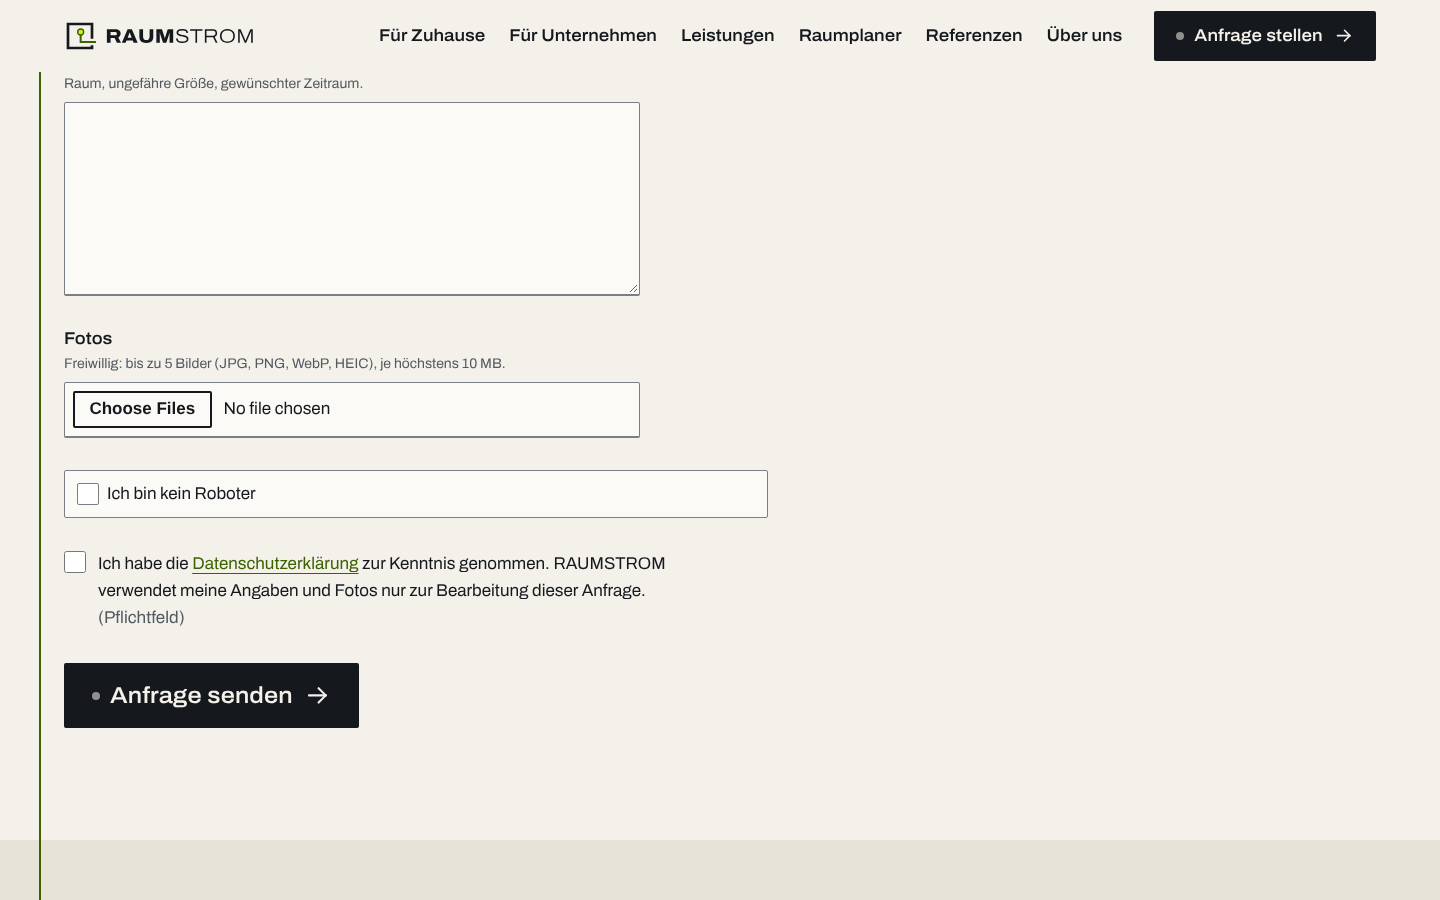 RAUMSTROM
Für Zuhause
Für Unternehmen
Leistungen
Raumplaner
Referenzen
Über uns
Anfrage stellen
Raum, ungefähre Größe, gewünschter Zeitraum.
Fotos
Freiwillig: bis zu 5 Bilder (JPG, PNG, WebP, HEIC), je höchstens 10 MB.
Choose Files No file chosen
Ich bin kein Roboter
Ich habe die Datenschutzerklärung zur Kenntnis genommen. RAUMSTROM
verwendet meine Angaben und Fotos nur zur Bearbeitung dieser Anfrage.
(Pflichtfeld)
Anfrage senden